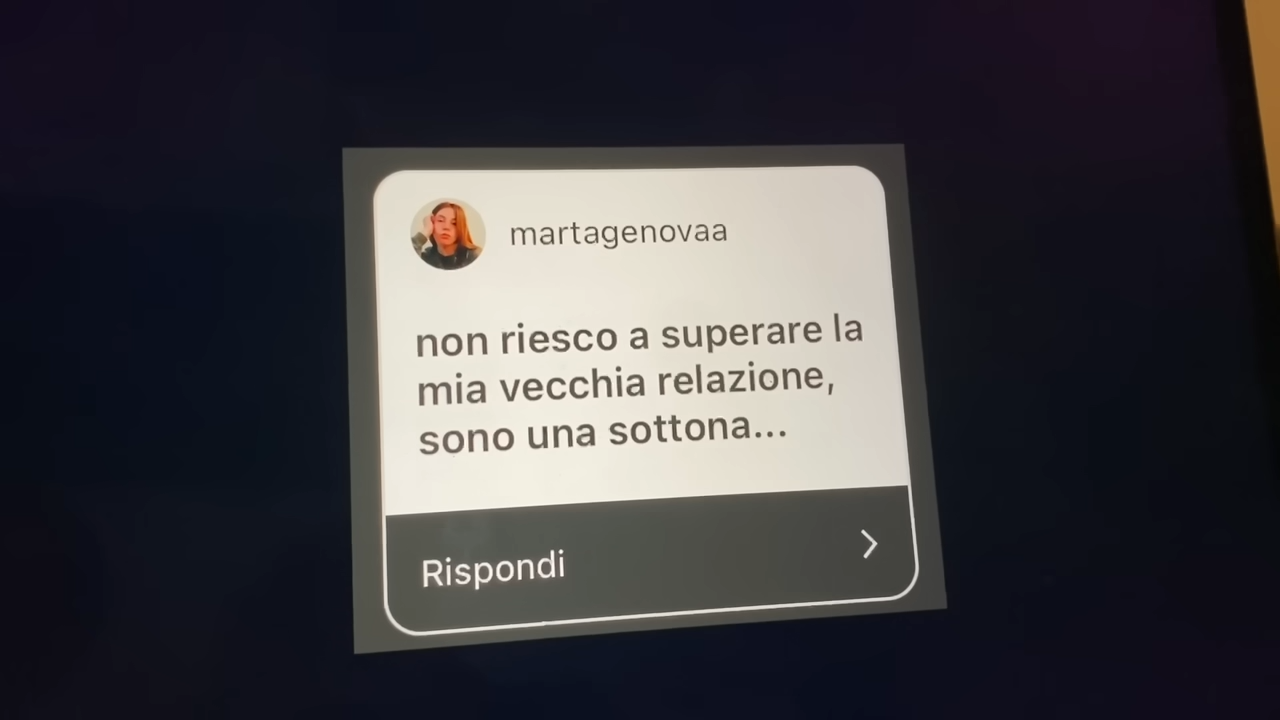 martagenovaa
non riesco a superare la
mia vecchia relazione,
sono una sottona...
Rispondi